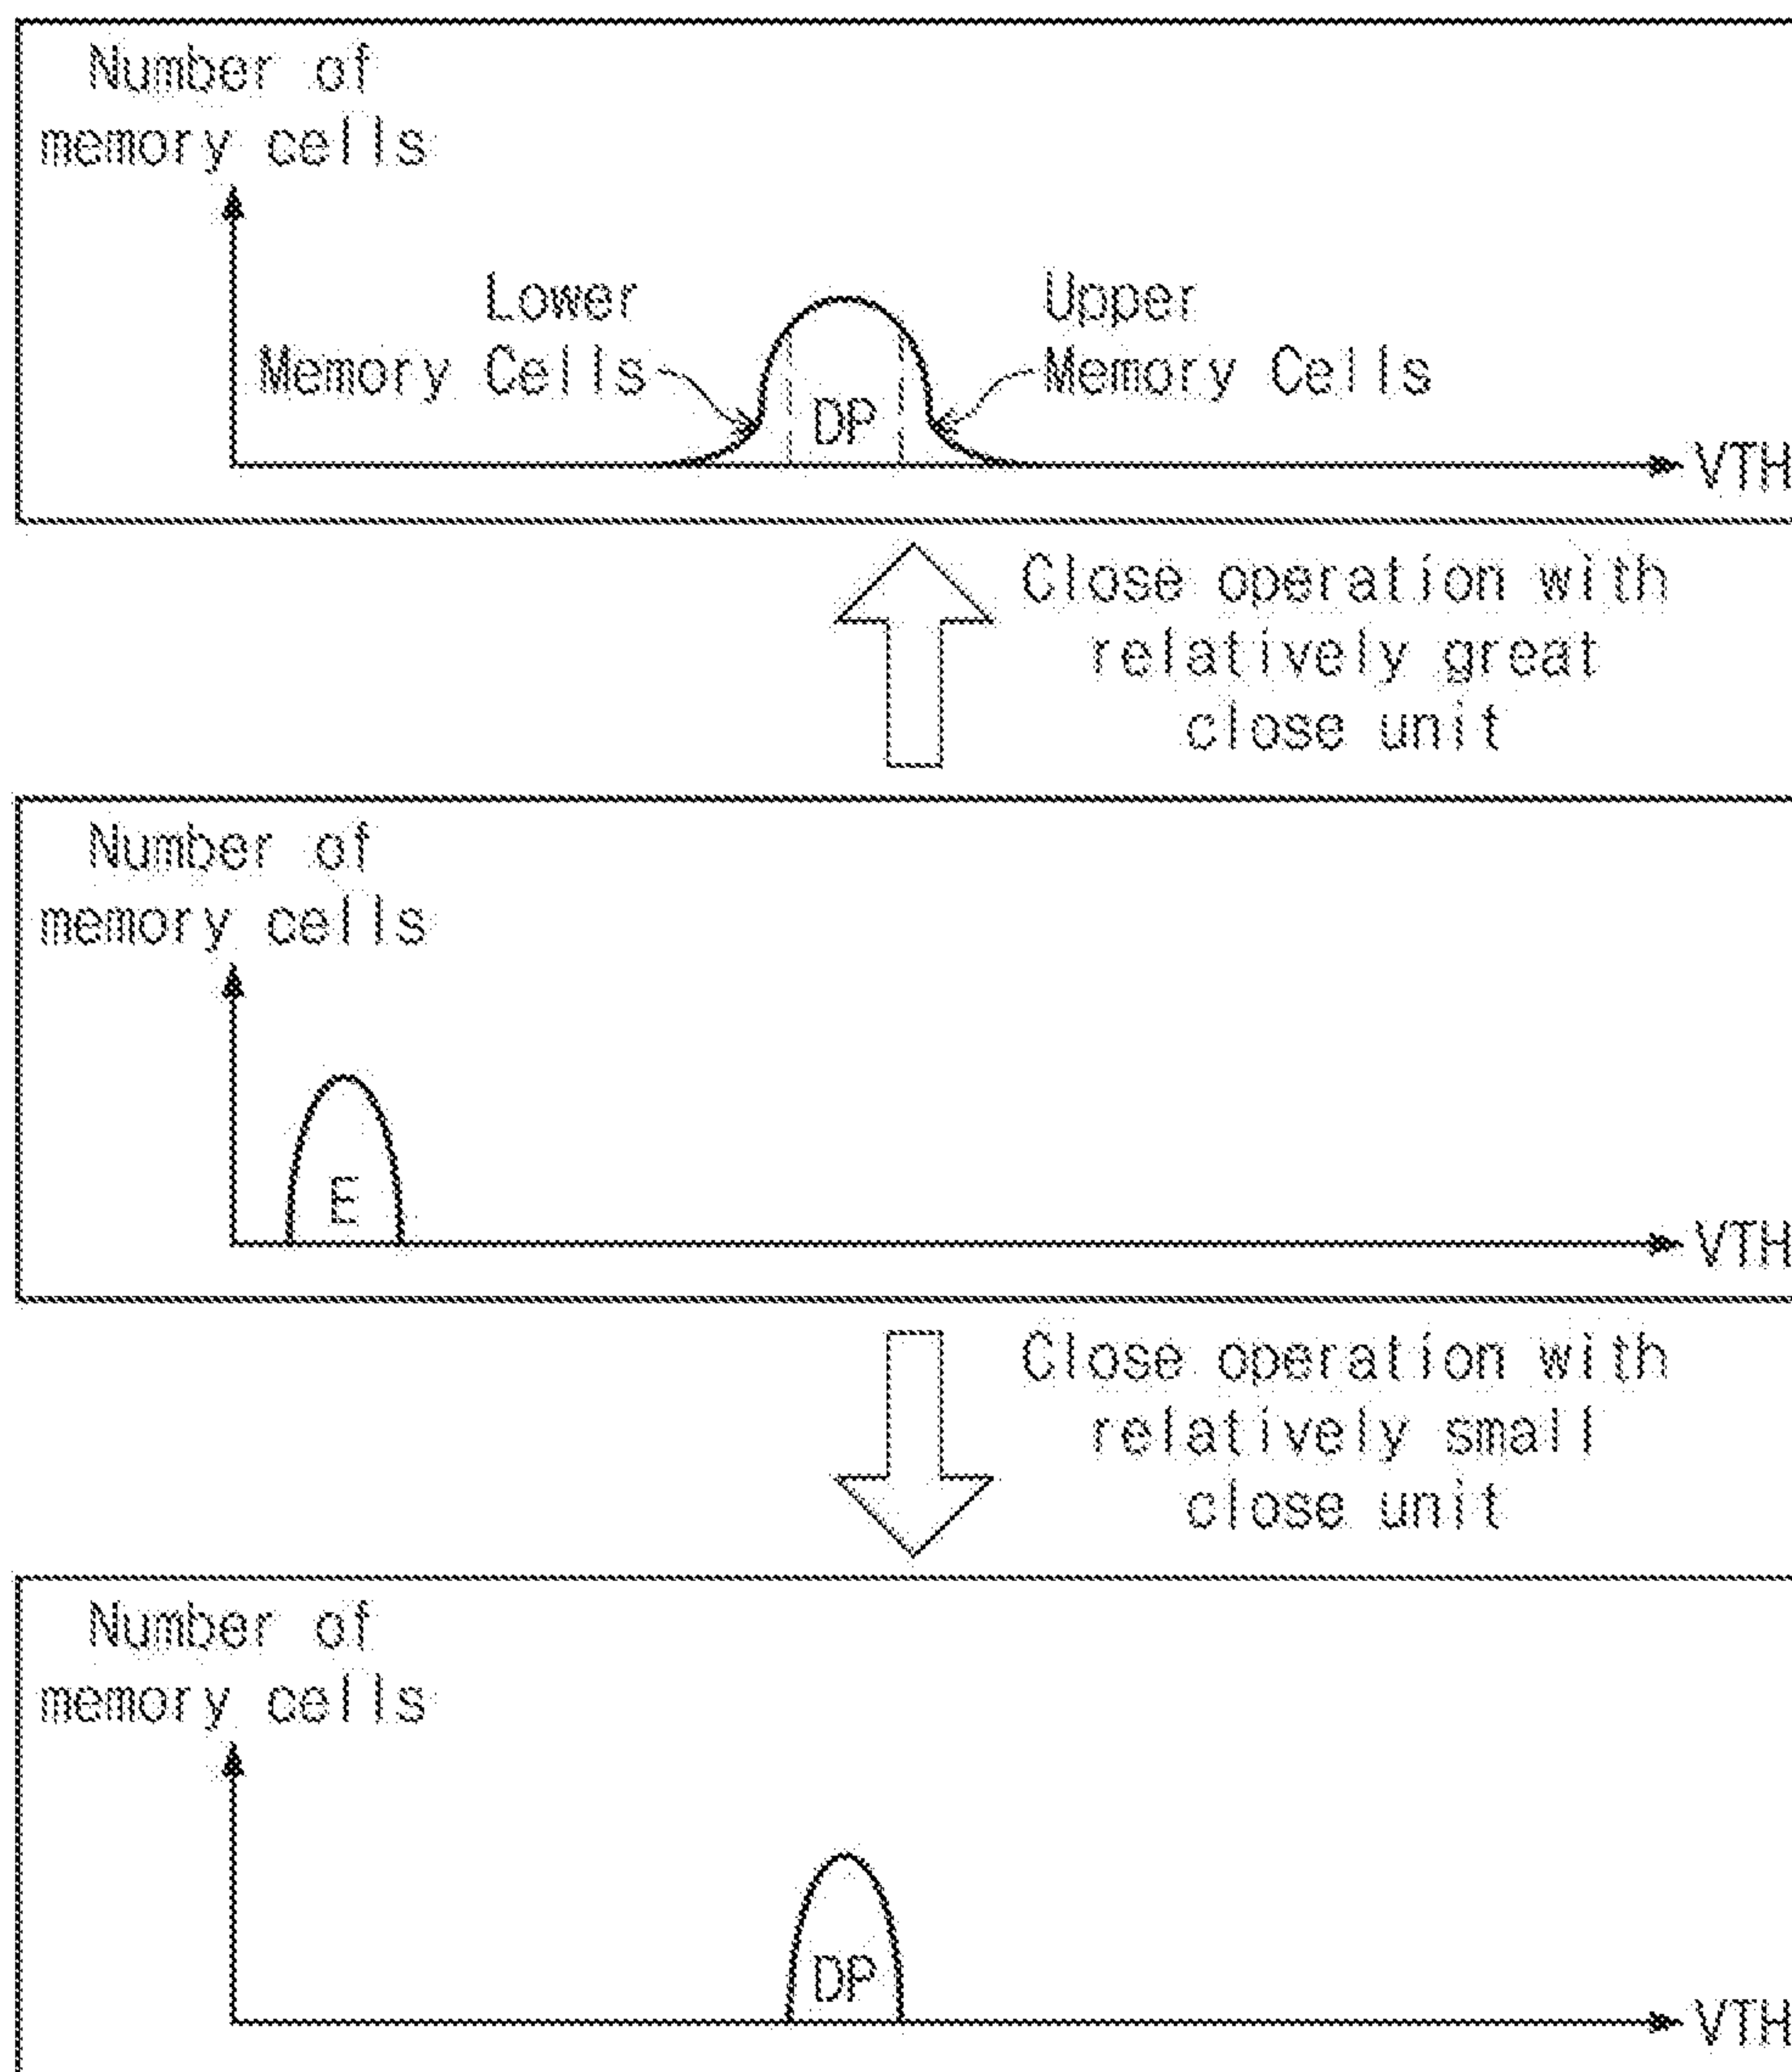 Number of
memory cells
Lower
Memory Cells
Upper
Memory Cells
DP
VTH
Close operation with
relatively great
close unit
Number of
memory cells
E
VTH
Close operation with
relatively small
close unit
Number of
memory cells
DP
VTH